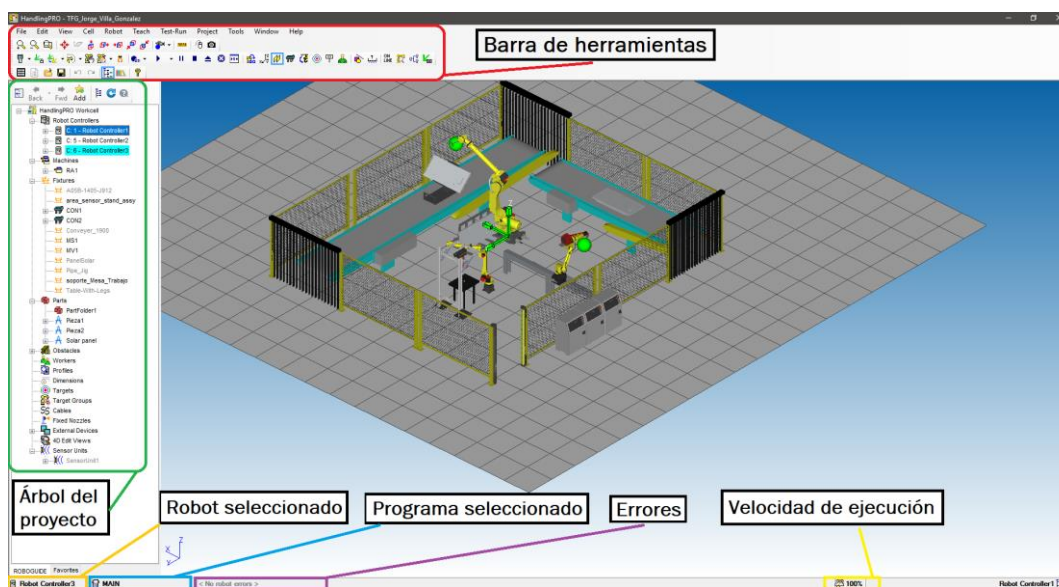 HandlingPRO - TFG_Jorge_Villa_Gonzalez
File Edit View Cell Robot Teach Test-Run Project Tools Window Help
Barra de herramientas
Back Fwd Add
HandlingPRO Workcell
Robot Controllers
C: 1 - Robot Controller1
C: 5 - Robot Controller2
C: 6 - Robot Controller3
Machines
RA1
Fixtures
A05B-1405-J912
area_sensor_stand_assy
CON1
CON2
Conveyer_1900
MS1
MV1
PanelSolar
Pipe_Jig
soporte_Mesa_Trabajo
Table-With-Legs
Parts
PartFolder1
Pieza1
Pieza2
Solar panel
Obstacles
Workers
Profiles
Dimensions
Targets
Target Groups
Cables
Fixed Nozzles
External Devices
4D Edit Views
Sensor Units
SensorUnit1
Árbol del
proyecto
Robot seleccionado
Programa seleccionado
Errores
Velocidad de ejecución
Z
X
Y
Z
ROBOGUIDE Favorites
Robot Controller3 MAIN < No robot errors > 100% Robot Controller1